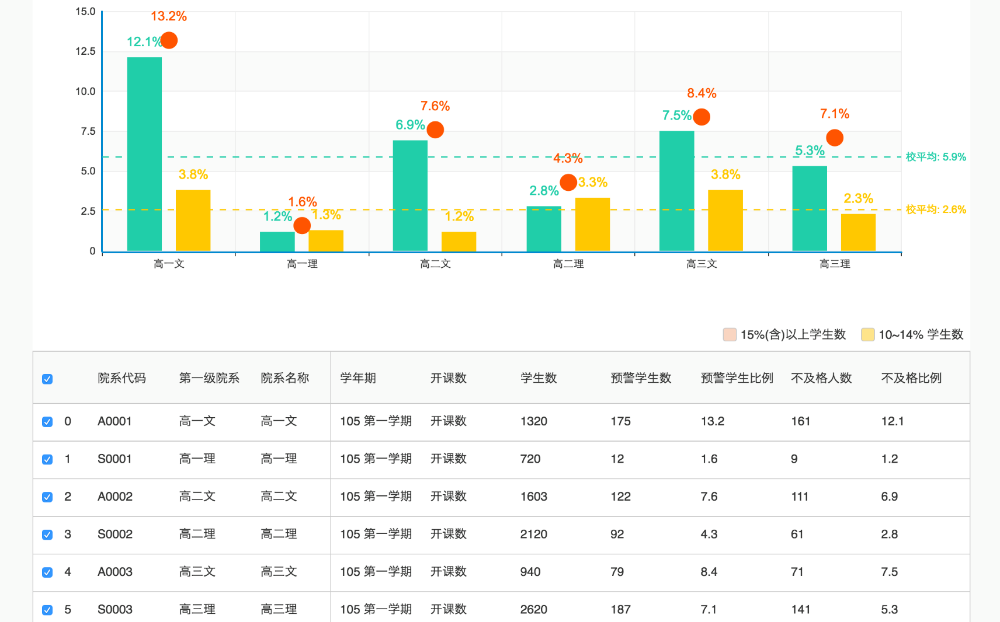 15.0
13.2%
12.1%
12.5
10.0
8.4%
7.6%
7.1%
7.5%
6.9%
7.5
5.3%
4.3%
校平均: 5.9%
5.0
3.8%
3.8%
3.3%
2.8%
1.6%
2.3%
校平均: 2.6%
2.5
1.2%
1.3%
1.2%
0
高一文 高一理 高二文 高二理 高三文 高三理
15%(含)以上学生数 10~14% 学生数
院系代码 第一级院系 院系名称 学年期 开课数 学生数 预警学生数 预警学生比例 不及格人数 不及格比例
0 A0001 高一文 高一文 105 第一学期 开课数 1320 175 13.2 161 12.1
1 S0001 高一理 高一理 105 第一学期 开课数 720 12 1.6 9 1.2
2 A0002 高二文 高二文 105 第一学期 开课数 1603 122 7.6 111 6.9
3 S0002 高二理 高二理 105 第一学期 开课数 2120 92 4.3 61 2.8
4 A0003 高三文 高三文 105 第一学期 开课数 940 79 8.4 71 7.5
5 S0003 高三理 高三理 105 第一学期 开课数 2620 187 7.1 141 5.3